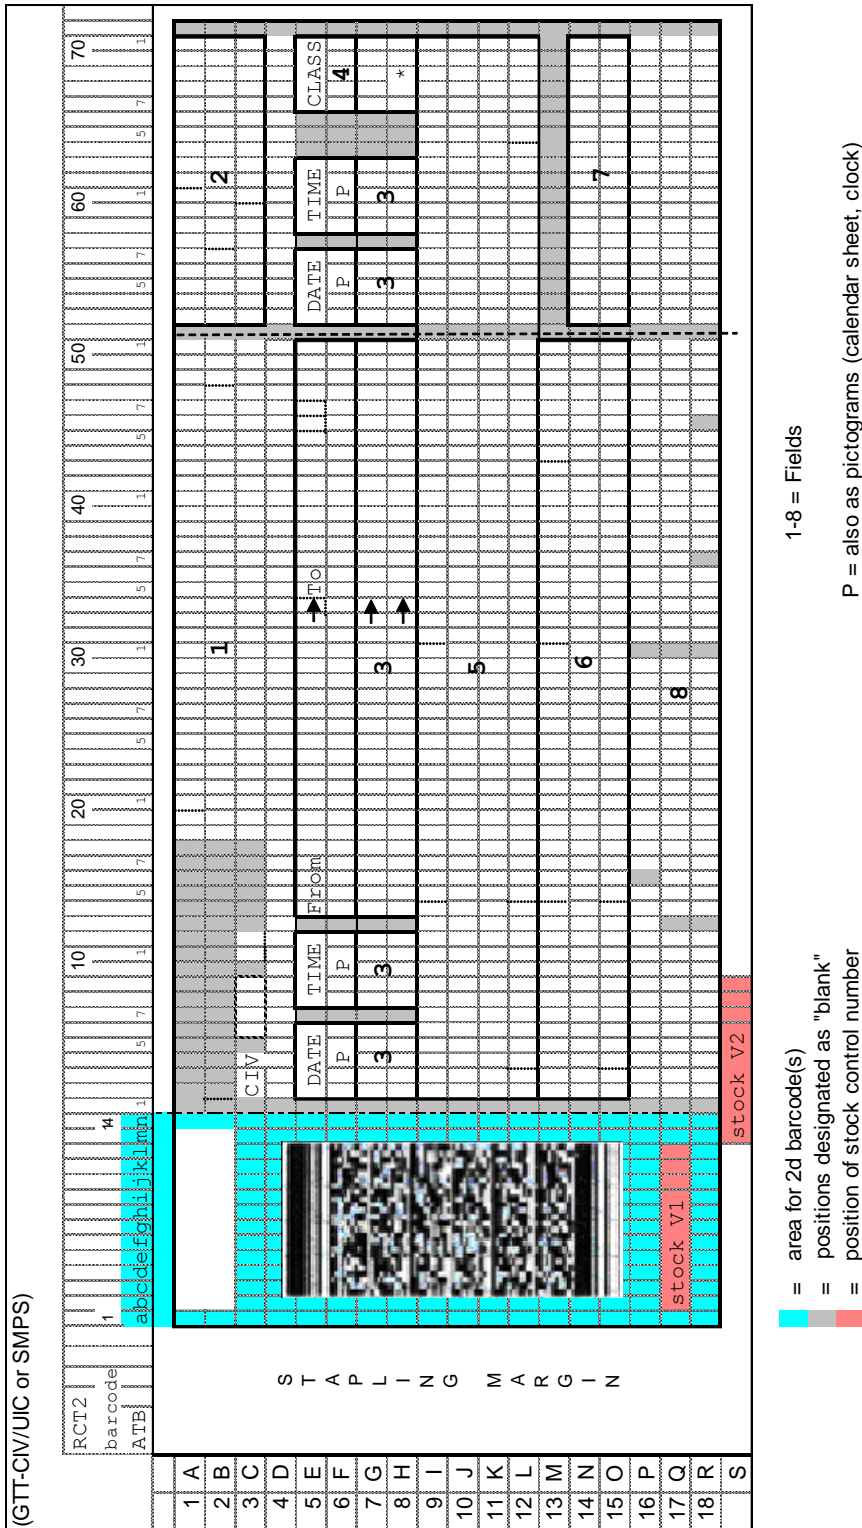 (GTT-CIV/UIC or SMPS)
RCT2 10 20 30 40 50 60 70
barcode 1 14
ATB abcdefghijklmn 1 5 7 1 5 7 1 5 7 1 5 7 1 5 7 1 5 7 1 5 7 1
1 A
2 B 1 2
3 C CIV
4 D
5 E DATE TIME From To DATE TIME CLASS
6 F P P P P 4
7 G 3 3 3 3 3
8 H *
9 I
10 J
11 K 5
12 L
13 M
14 N 6 7
15 O
16 P
17 Q stock V1 8
18 R
S stock V2
STAPLING MARGIN
= area for 2d barcode(s) 1-8 = Fields
= positions designated as "blank"
= position of stock control number P = also as pictograms (calendar sheet, clock)